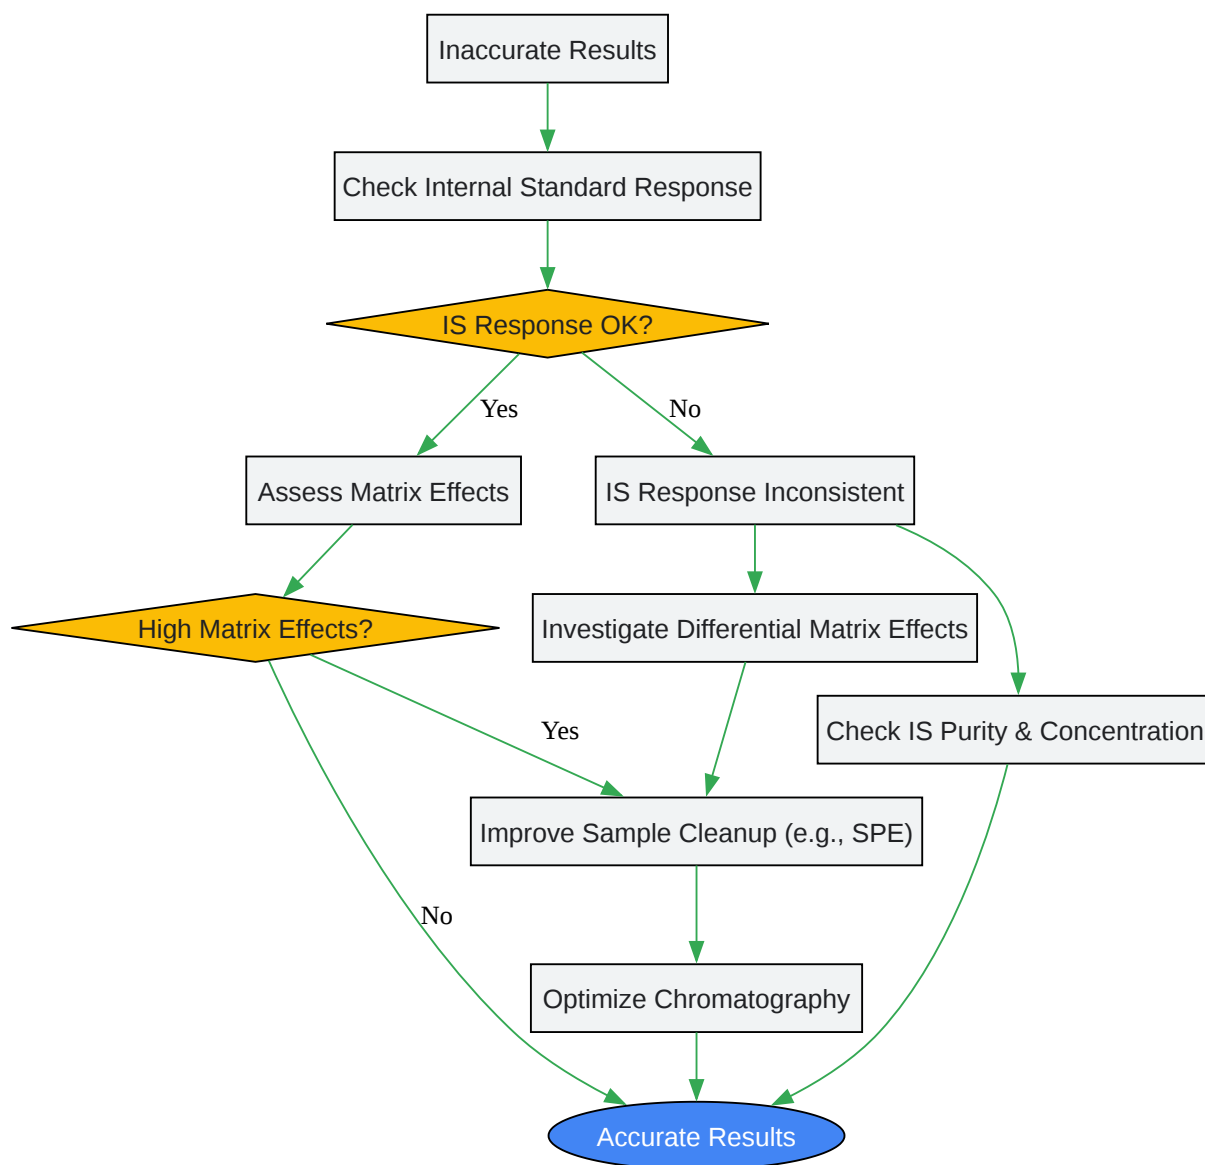 Inaccurate Results
Check Internal Standard Response
IS Response OK?
Yes
No
Assess Matrix Effects
IS Response Inconsistent
High Matrix Effects?
Investigate Differential Matrix Effects
Yes
Check IS Purity & Concentration
Improve Sample Cleanup (e.g., SPE)
No
Optimize Chromatography
Accurate Results